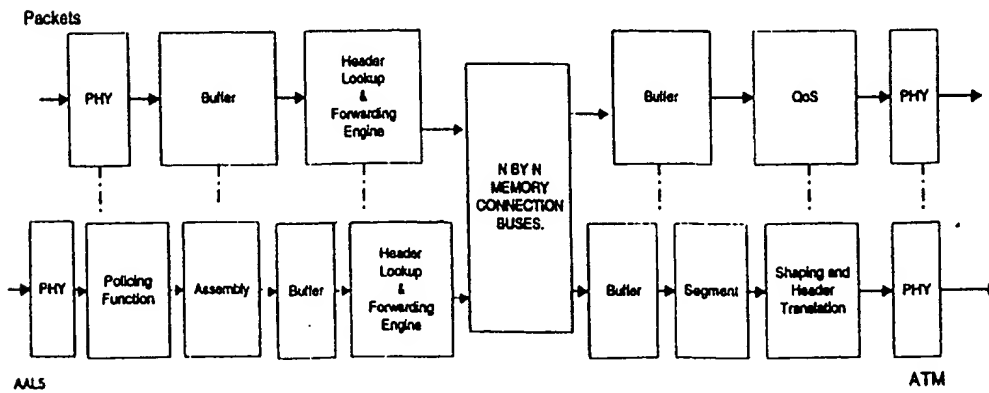 Packets
PHY
Buffer
Header
Lookup
&
Forwarding
Engine
N BY N
MEMORY
CONNECTION
BUSES.
Buffer
QoS
PHY
PHY
Policing
Function
Assembly
Buffer
Header
Lookup
&
Forwarding
Engine
Buffer
Segment
Shaping and
Header
Translation
PHY
AAL5
ATM